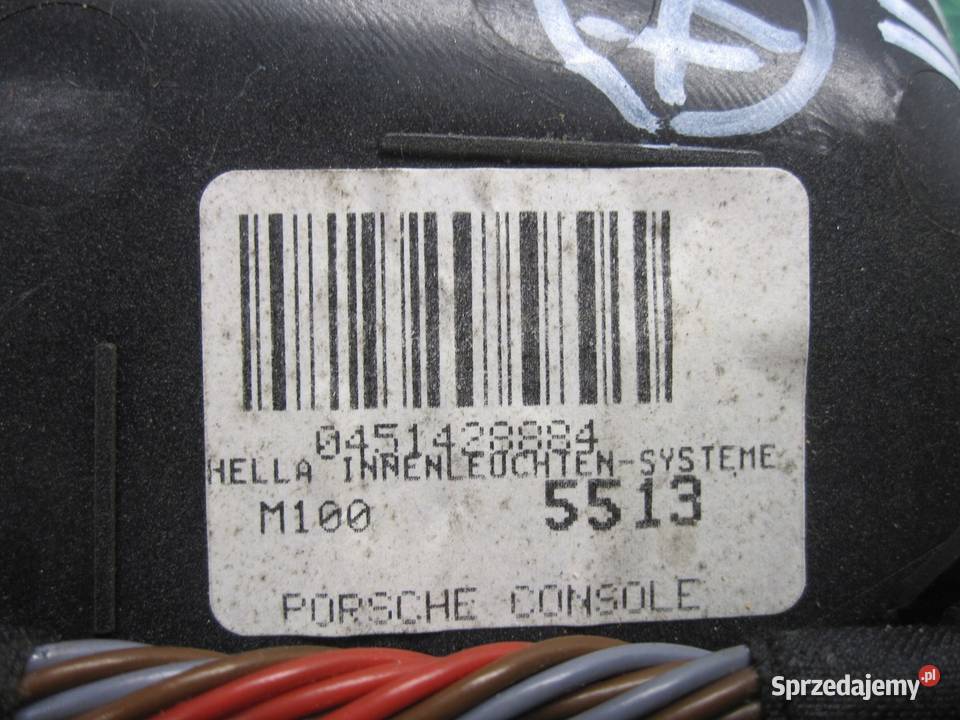 A
0451428884
HELLA INNENLEUCHTEN-SYSTEME
M100 5513
PORSCHE CONSOLE
Sprzedajemy.pl